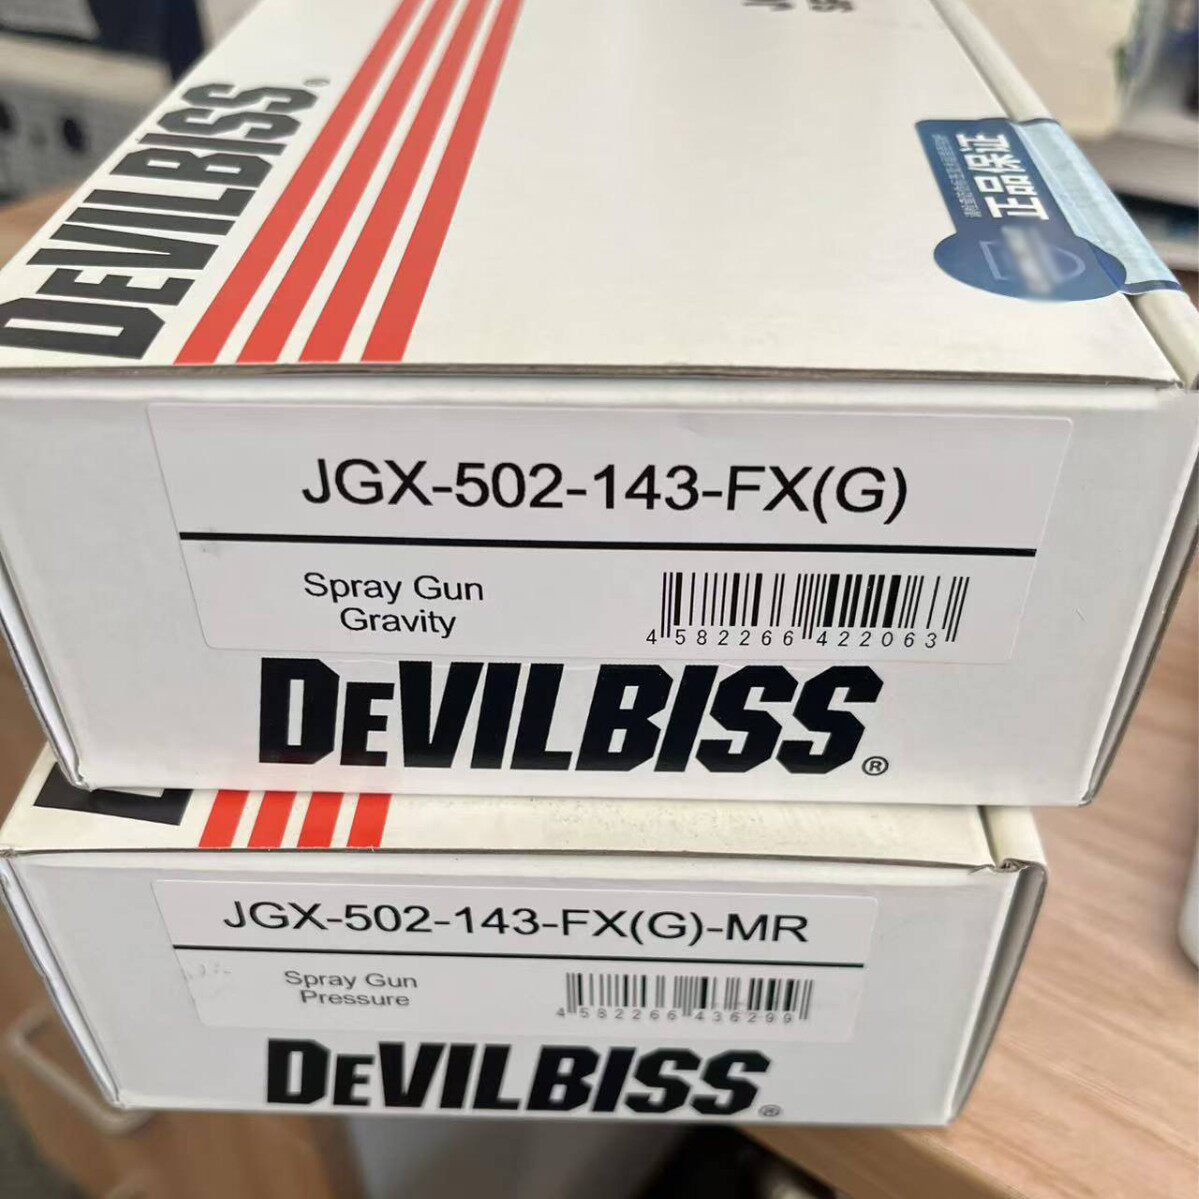 DEVILBISS®
正品保证
JGX-502-143-FX(G)
Spray Gun
Gravity
4 582266 422063
DEVILBISS®
JGX-502-143-FX(G)-MR
Spray Gun
Pressure
4 582266 436299
DEVILBISS®